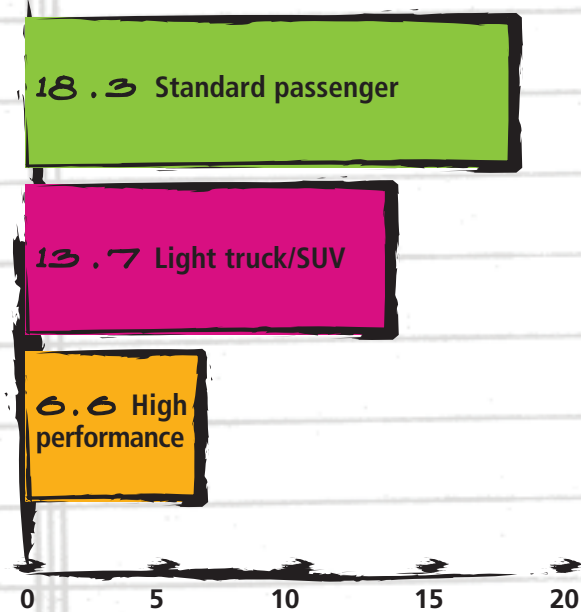 18.3 Standard passenger
13.7 Light truck/SUV
6.6 High
performance
0 5 10 15 20